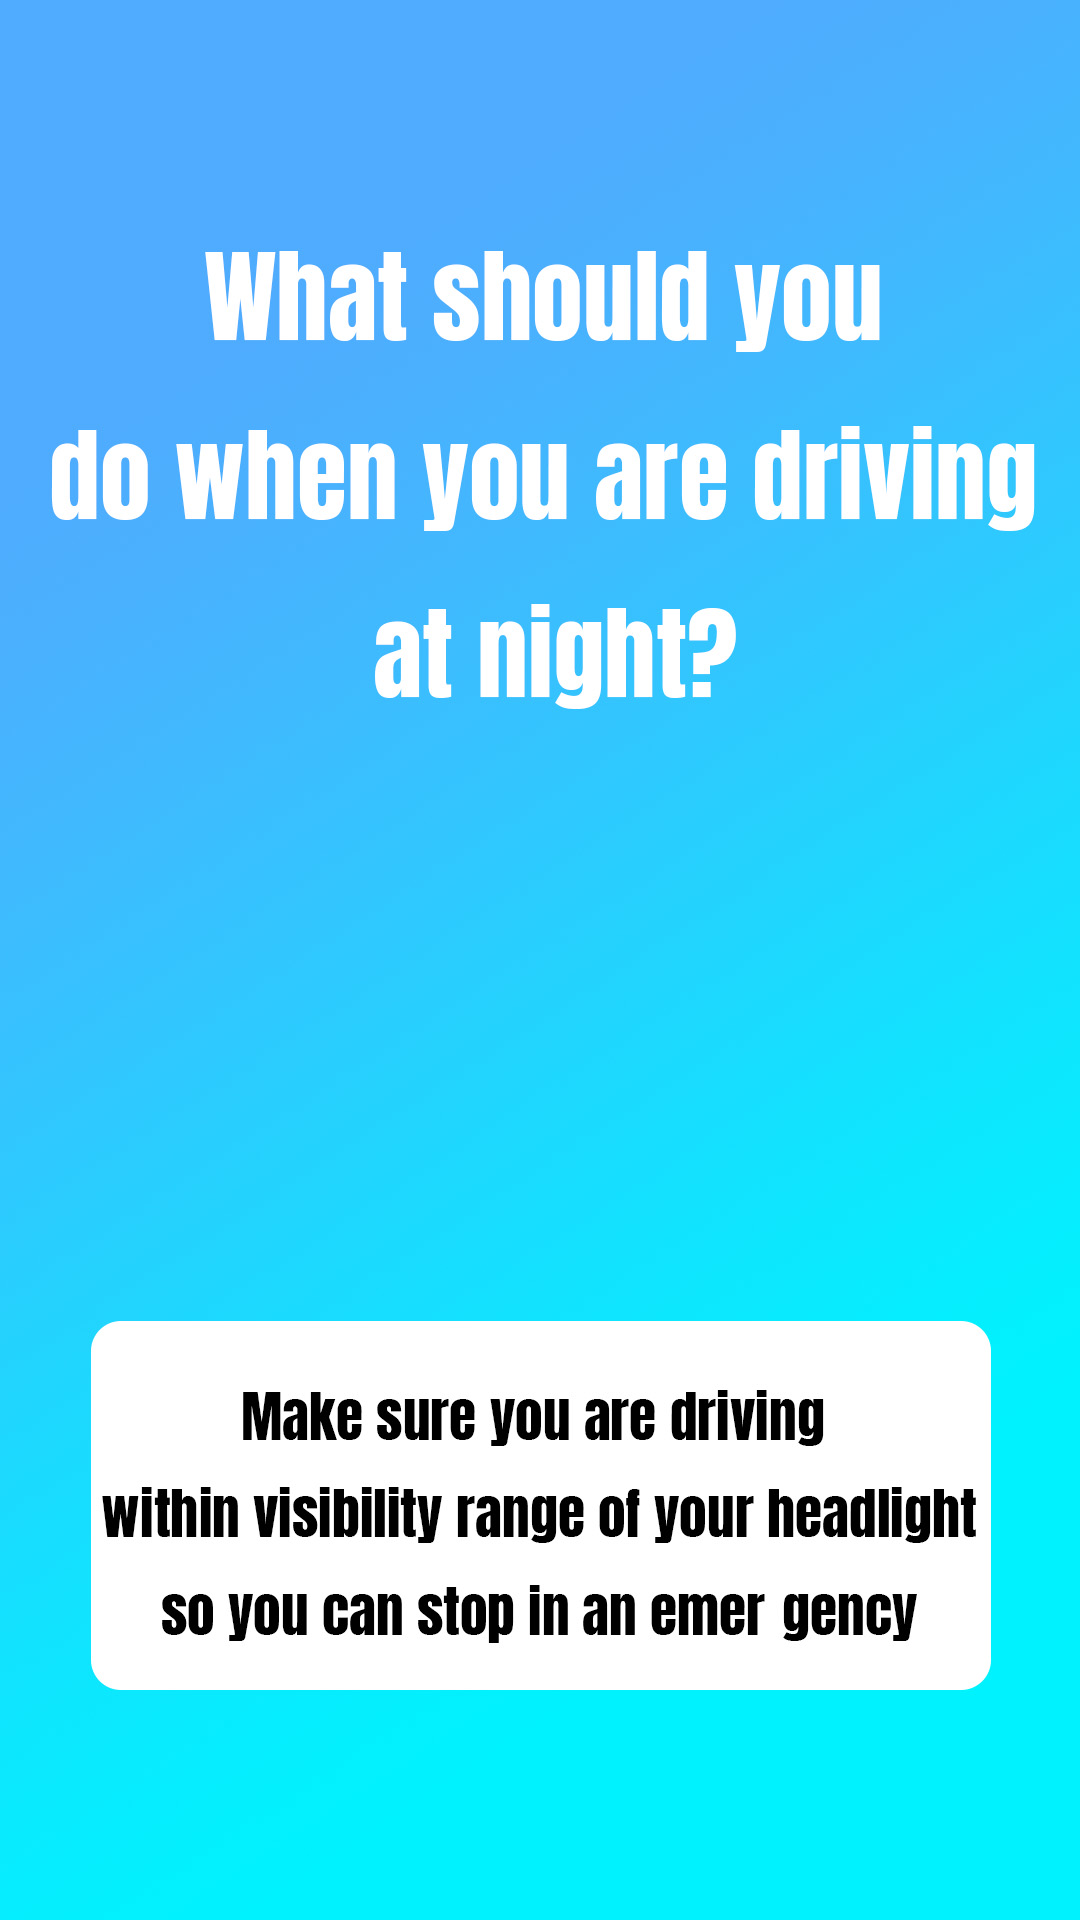 What should you
do when you are driving
at night?
Make sure you are driving
within visibility range of your headlight
so you can stop in an emer gency